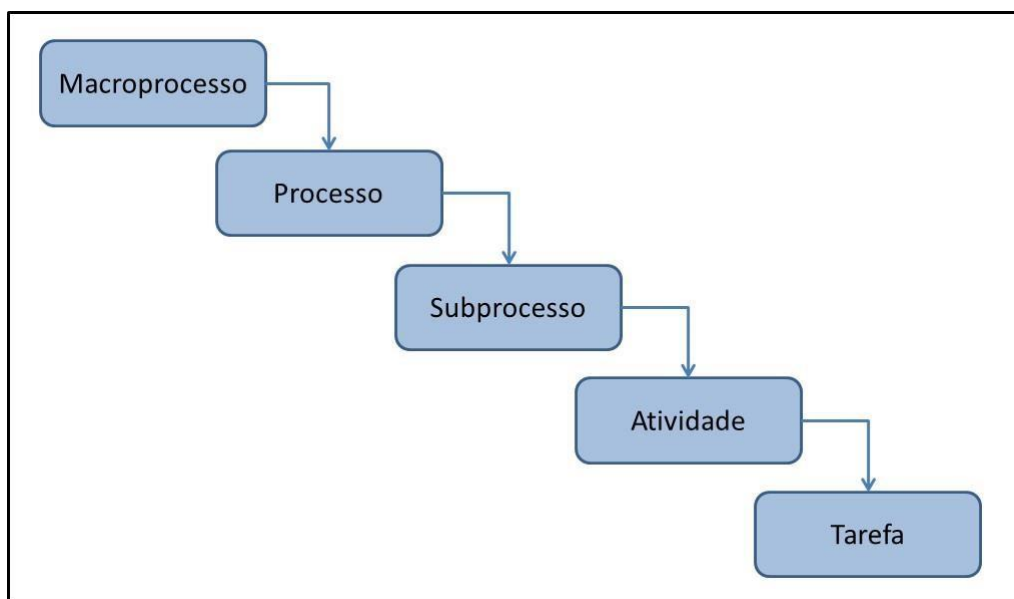 Macroprocesso
Processo
Subprocesso
Atividade
Tarefa